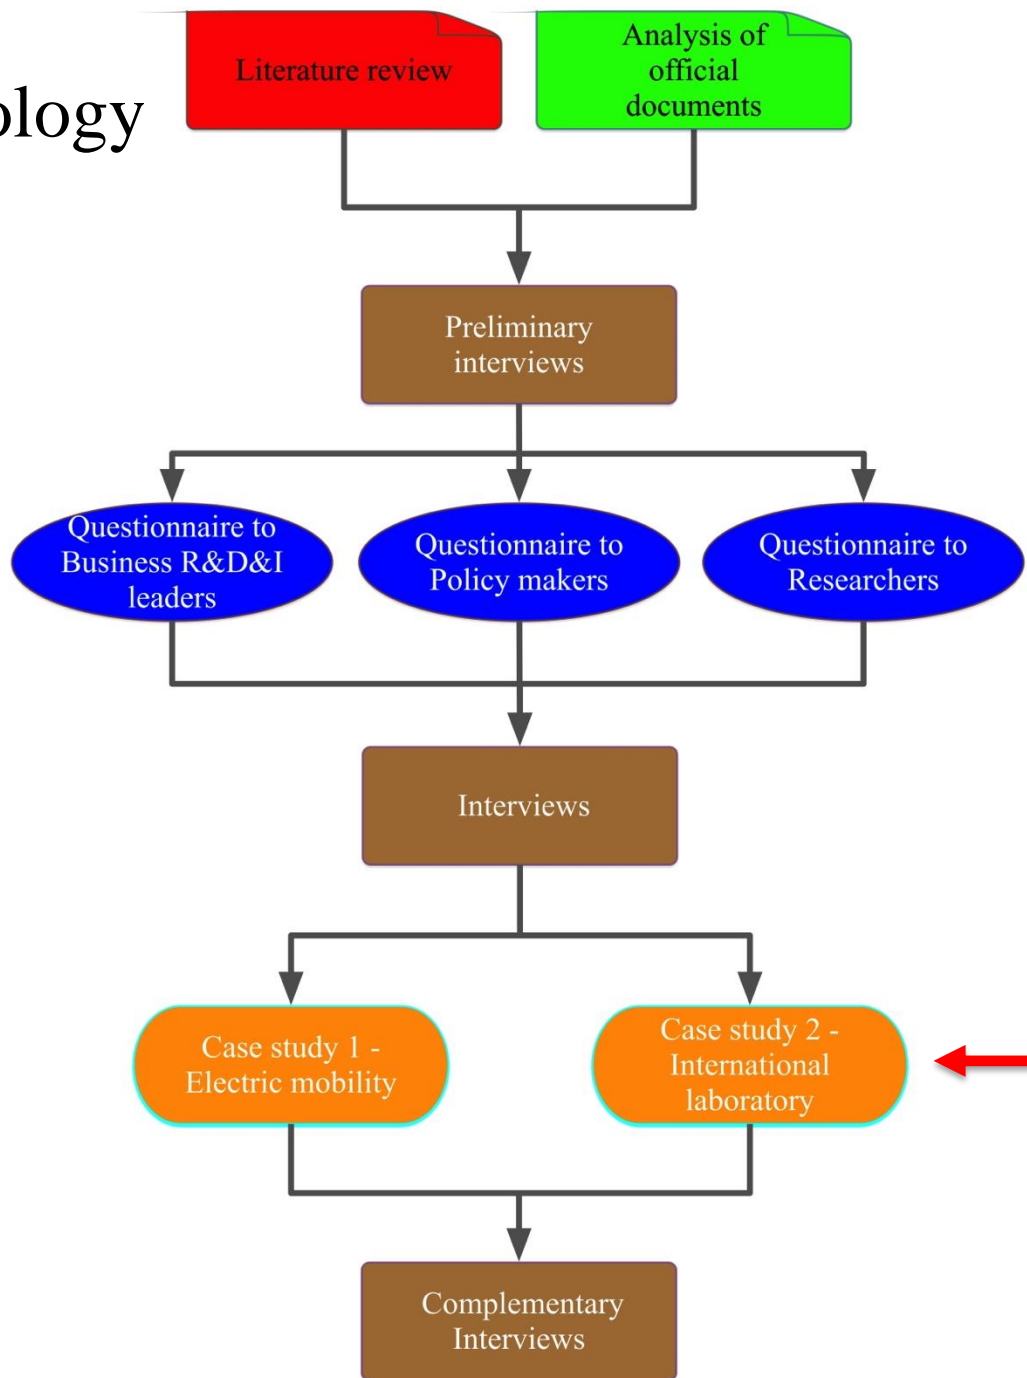 ology
Literature review
Analysis of
official
documents
Preliminary
interviews
Questionnaire to
Business R&D&I
leaders
Questionnaire to
Policy makers
Questionnaire to
Researchers
Interviews
Case study 1 -
Electric mobility
Case study 2 -
International
laboratory
Complementary
Interviews